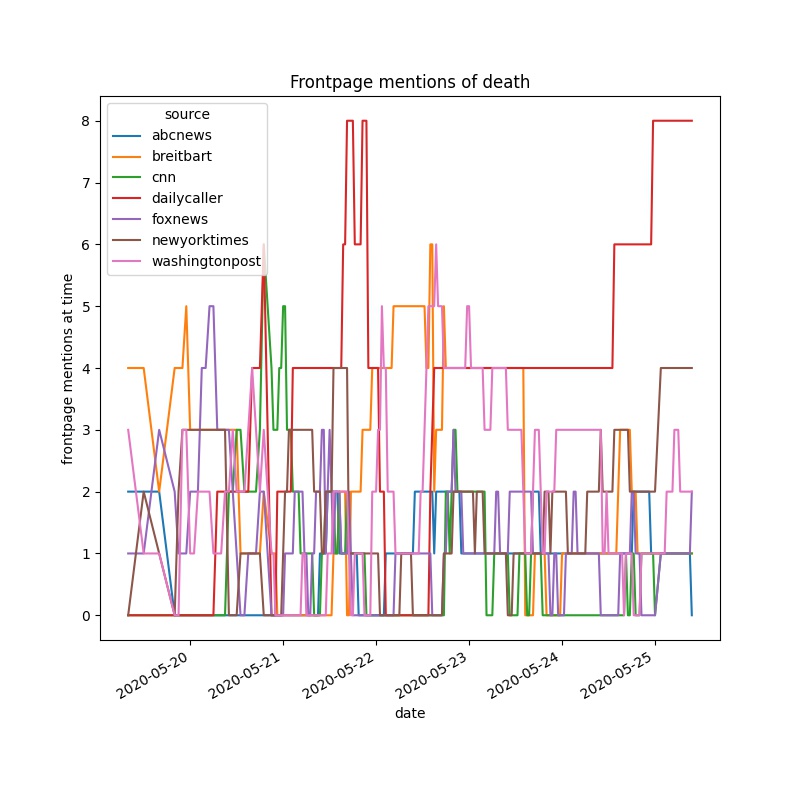 Frontpage mentions of death
source
abcnews
breitbart
cnn
dailycaller
foxnews
newyorktimes
washingtonpost
frontpage mentions at time
8
7
6
5
4
3
2
1
0
2020-05-20
2020-05-21
2020-05-22
2020-05-23
2020-05-24
2020-05-25
date